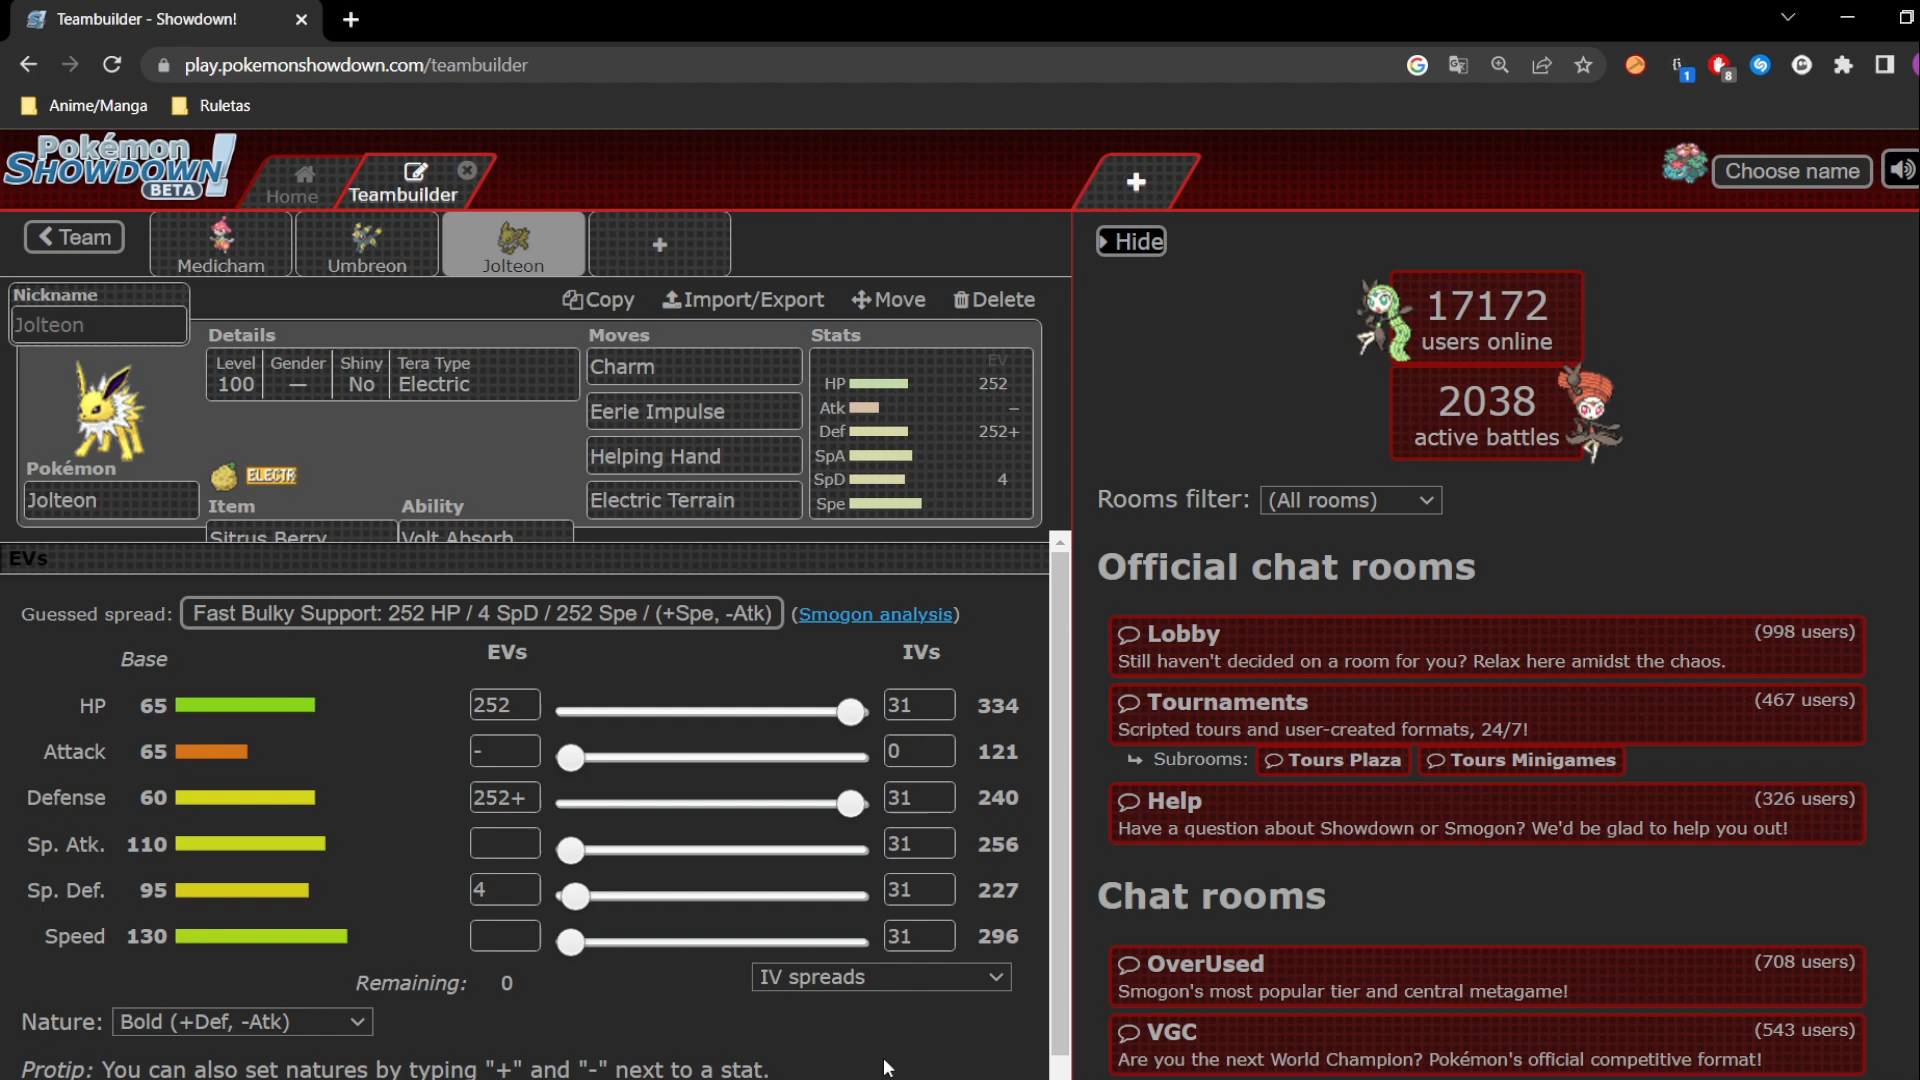 Teambuilder - Showdown!
play.pokemonshowdown.com/teambuilder
1
8
Anime/Manga
Ruletas
Pokémon
SHOWDOWN!
BETA
Home
Teambuilder
Choose name
Team
Medicham
Umbreon
Jolteon
Hide
Nickname
Jolteon
Copy
Import/Export
Move
Delete
Details
Level Gender Shiny Tera Type
100 — No Electric
Pokémon
Jolteon
ELECTR
Item
Sitrus Berry
Ability
Volt Absorb
Moves
Charm
Eerie Impulse
Helping Hand
Electric Terrain
Stats
EV
HP 252
Atk –
Def 252+
SpA
SpD 4
Spe
17172
users online
2038
active battles
Rooms filter: (All rooms)
EVs
Guessed spread: Fast Bulky Support: 252 HP / 4 SpD / 252 Spe / (+Spe, -Atk) (Smogon analysis)
Base EVs IVs
HP 65 252 31 334
Attack 65 - 0 121
Defense 60 252+ 31 240
Sp. Atk. 110 31 256
Sp. Def. 95 4 31 227
Speed 130 31 296
Remaining: 0
IV spreads
Nature: Bold (+Def, -Atk)
Protip: You can also set natures by typing "+" and "-" next to a stat.
Official chat rooms
Lobby (998 users)
Still haven't decided on a room for you? Relax here amidst the chaos.
Tournaments (467 users)
Scripted tours and user-created formats, 24/7!
Subrooms: Tours Plaza Tours Minigames
Help (326 users)
Have a question about Showdown or Smogon? We'd be glad to help you out!
Chat rooms
OverUsed (708 users)
Smogon's most popular tier and central metagame!
VGC (543 users)
Are you the next World Champion? Pokémon's official competitive format!